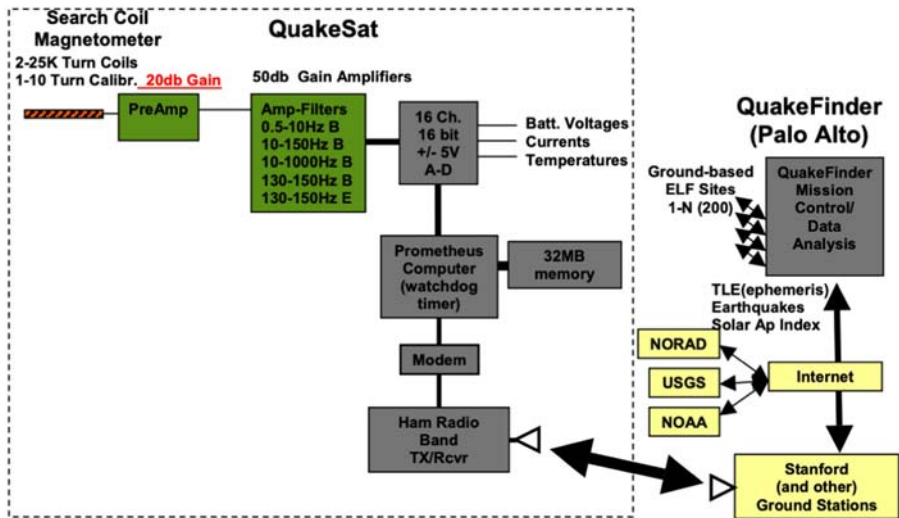 Search Coil
Magnetometer
2-25K Turn Coils
1-10 Turn Calibr. 20db Gain
PreAmp
QuakeSat
50db Gain Amplifiers
Amp-Filters
0.5-10Hz B
10-150Hz B
10-1000Hz B
130-150Hz B
130-150Hz E
16 Ch.
16 bit
+/- 5V
A-D
Batt. Voltages
Currents
Temperatures
Prometheus
Computer
(watchdog
timer)
32MB
memory
Modem
Ham Radio
Band
TX/Rcvr
QuakeFinder
(Palo Alto)
Ground-based
ELF Sites
1-N (200)
QuakeFinder
Mission
Control/
Data
Analysis
TLE(ephemeris)
Earthquakes
Solar Ap Index
NORAD
USGS
NOAA
Internet
Stanford
(and other)
Ground Stations